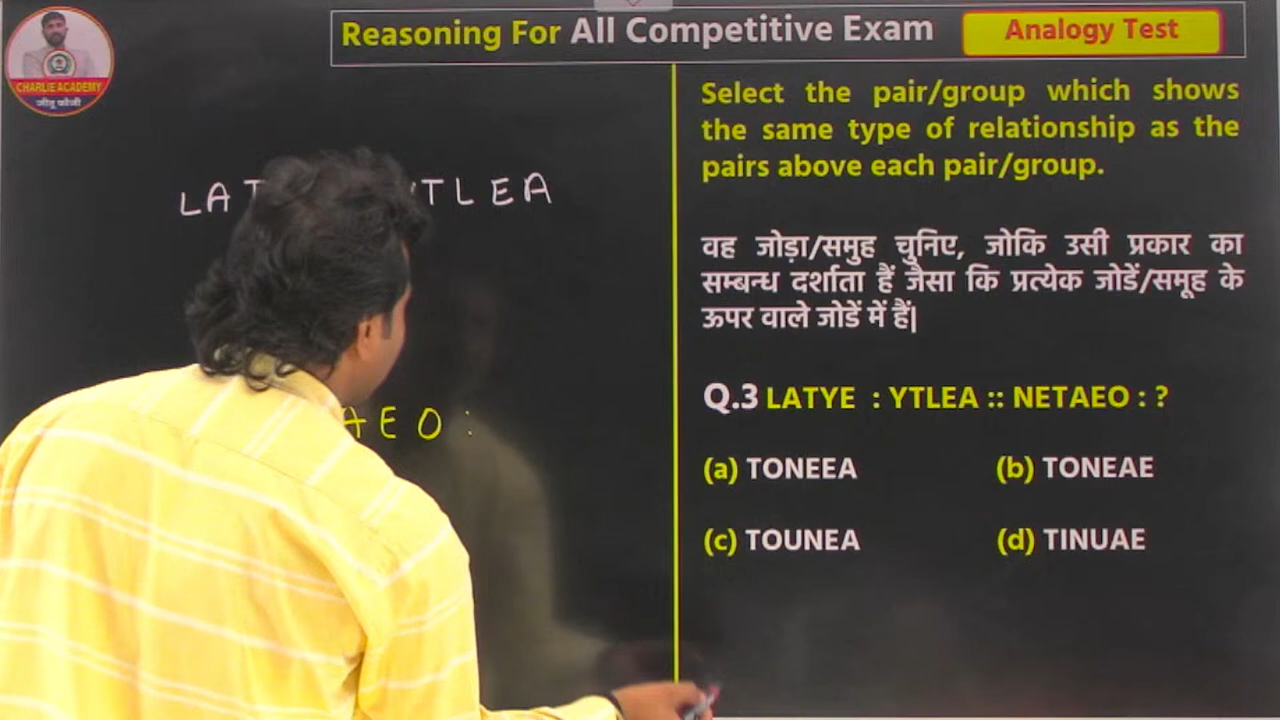 CHARLIE ACADEMY
जीतू फौजी
Reasoning For All Competitive Exam
Analogy Test
LAT
TLEA
AEO:
Select the pair/group which shows
the same type of relationship as the
pairs above each pair/group.
वह जोड़ा/समुह चुनिए, जोकि उसी प्रकार का
सम्बन्ध दर्शाता हैं जैसा कि प्रत्येक जोडें/समूह के
ऊपर वाले जोडें में हैं|
Q.3 LATYE : YTLEA :: NETAEO : ?
(a) TONEEA (b) TONEAE
(c) TOUNEA (d) TINUAE